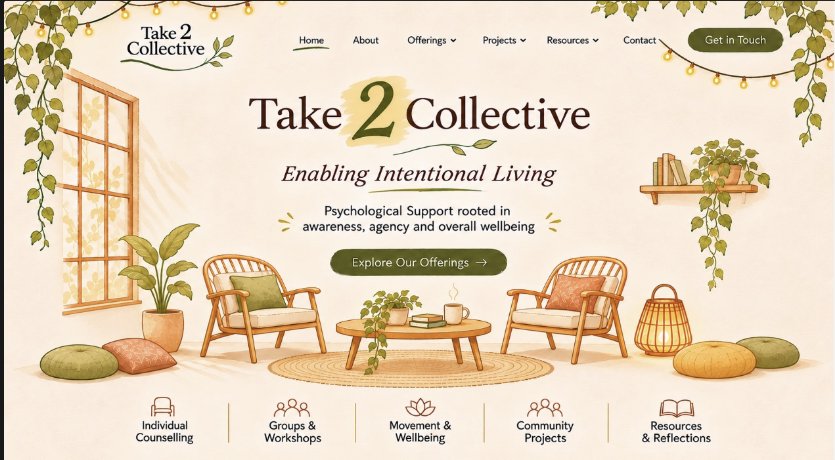 Take 2
Collective
Home
About
Offerings
Projects
Resources
Contact
Get in Touch
Take 2 Collective
Enabling Intentional Living
Psychological Support rooted in
awareness, agency and overall wellbeing
Explore Our Offerings →
Individual
Counselling
Groups &
Workshops
Movement &
Wellbeing
Community
Projects
Resources
& Reflections